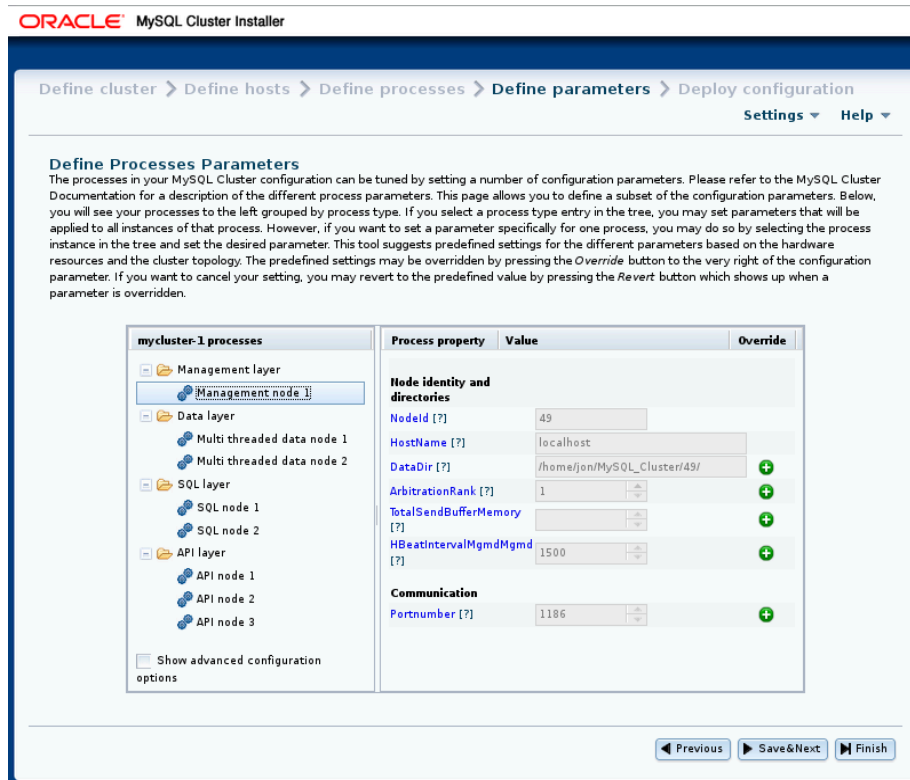 ORACLE® MySQL Cluster Installer
Define cluster > Define hosts > Define processes > Define parameters > Deploy configuration
Settings Help
Define Processes Parameters
The processes in your MySQL Cluster configuration can be tuned by setting a number of configuration parameters. Please refer to the MySQL Cluster
Documentation for a description of the different process parameters. This page allows you to define a subset of the configuration parameters. Below,
you will see your processes to the left grouped by process type. If you select a process type entry in the tree, you may set parameters that will be
applied to all instances of that process. However, if you want to set a parameter specifically for one process, you may do so by selecting the process
instance in the tree and set the desired parameter. This tool suggests predefined settings for the different parameters based on the hardware
resources and the cluster topology. The predefined settings may be overridden by pressing the Override button to the very right of the configuration
parameter. If you want to cancel your setting, you may revert to the predefined value by pressing the Revert button which shows up when a
parameter is overridden.
mycluster-1 processes
Management layer
Management node 1
Data layer
Multi threaded data node 1
Multi threaded data node 2
SQL layer
SQL node 1
SQL node 2
API layer
API node 1
API node 2
API node 3
Show advanced configuration
options
Process property Value Override
Node identity and
directories
NodeId [?] 49
HostName [?] localhost
DataDir [?] /home/jon/MySQL_Cluster/49/
ArbitrationRank [?] 1
TotalSendBufferMemory
[?]
HBeatIntervalMgmdMgmd
[?] 1500
Communication
Portnumber [?] 1186
Previous Save&Next Finish